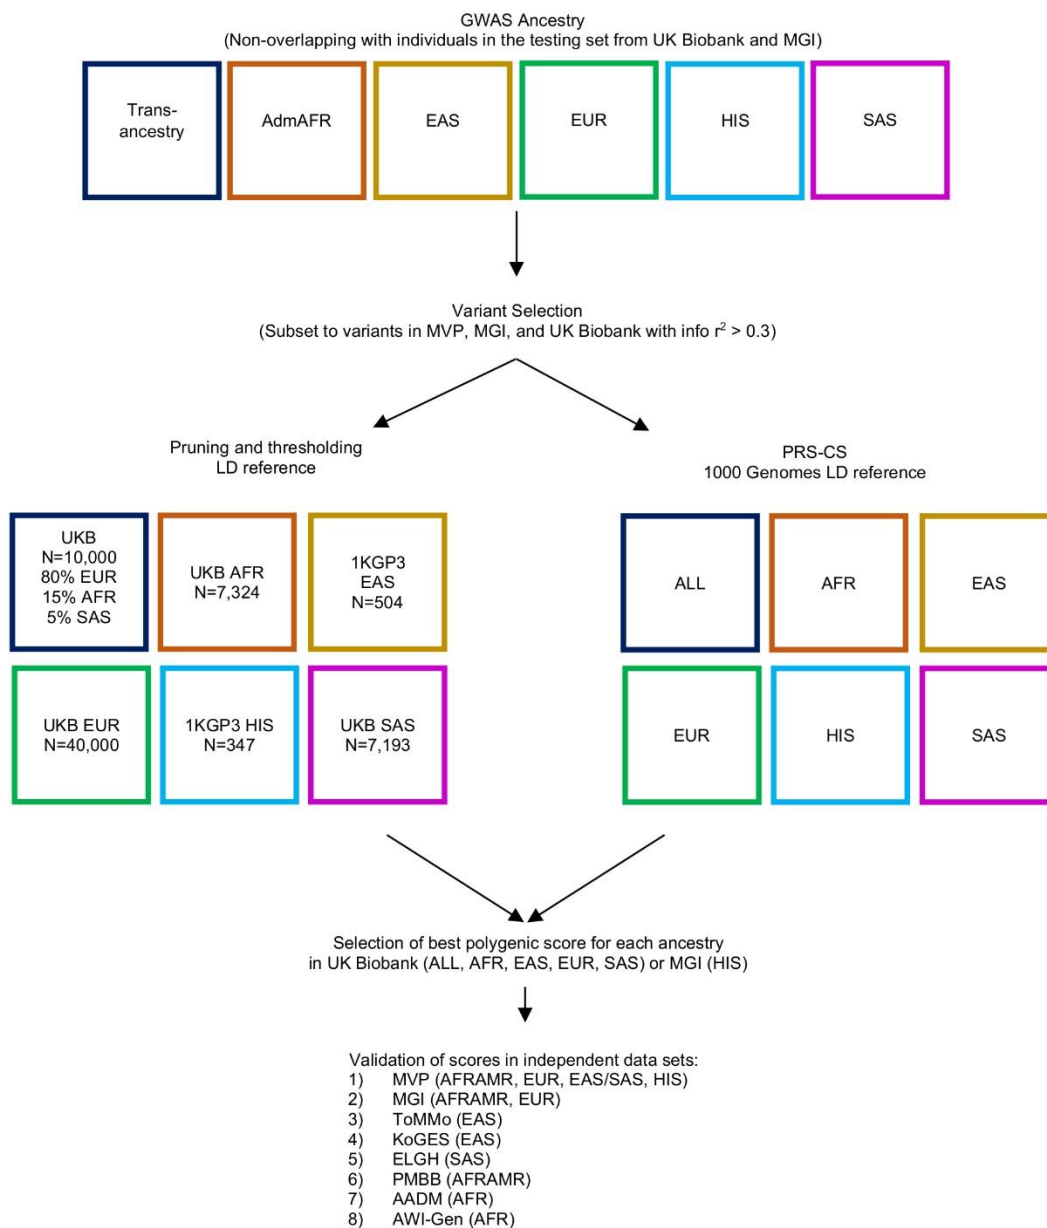 GWAS Ancestry
(Non-overlapping with individuals in the testing set from UK Biobank and MGI)
Trans-
ancestry
AdmAFR
EAS
EUR
HIS
SAS
Variant Selection
(Subset to variants in MVP, MGI, and UK Biobank with info r² > 0.3)
Pruning and thresholding
LD reference
PRS-CS
1000 Genomes LD reference
UKB
N=10,000
80% EUR
15% AFR
5% SAS
UKB AFR
N=7,324
1KGP3
EAS
N=504
ALL
AFR
EAS
UKB EUR
N=40,000
1KGP3 HIS
N=347
UKB SAS
N=7,193
EUR
HIS
SAS
Selection of best polygenic score for each ancestry
in UK Biobank (ALL, AFR, EAS, EUR, SAS) or MGI (HIS)
Validation of scores in independent data sets:
1) MVP (AFRAMR, EUR, EAS/SAS, HIS)
2) MGI (AFRAMR, EUR)
3) ToMMo (EAS)
4) KoGES (EAS)
5) ELGH (SAS)
6) PMBB (AFRAMR)
7) AADM (AFR)
8) AWI-Gen (AFR)